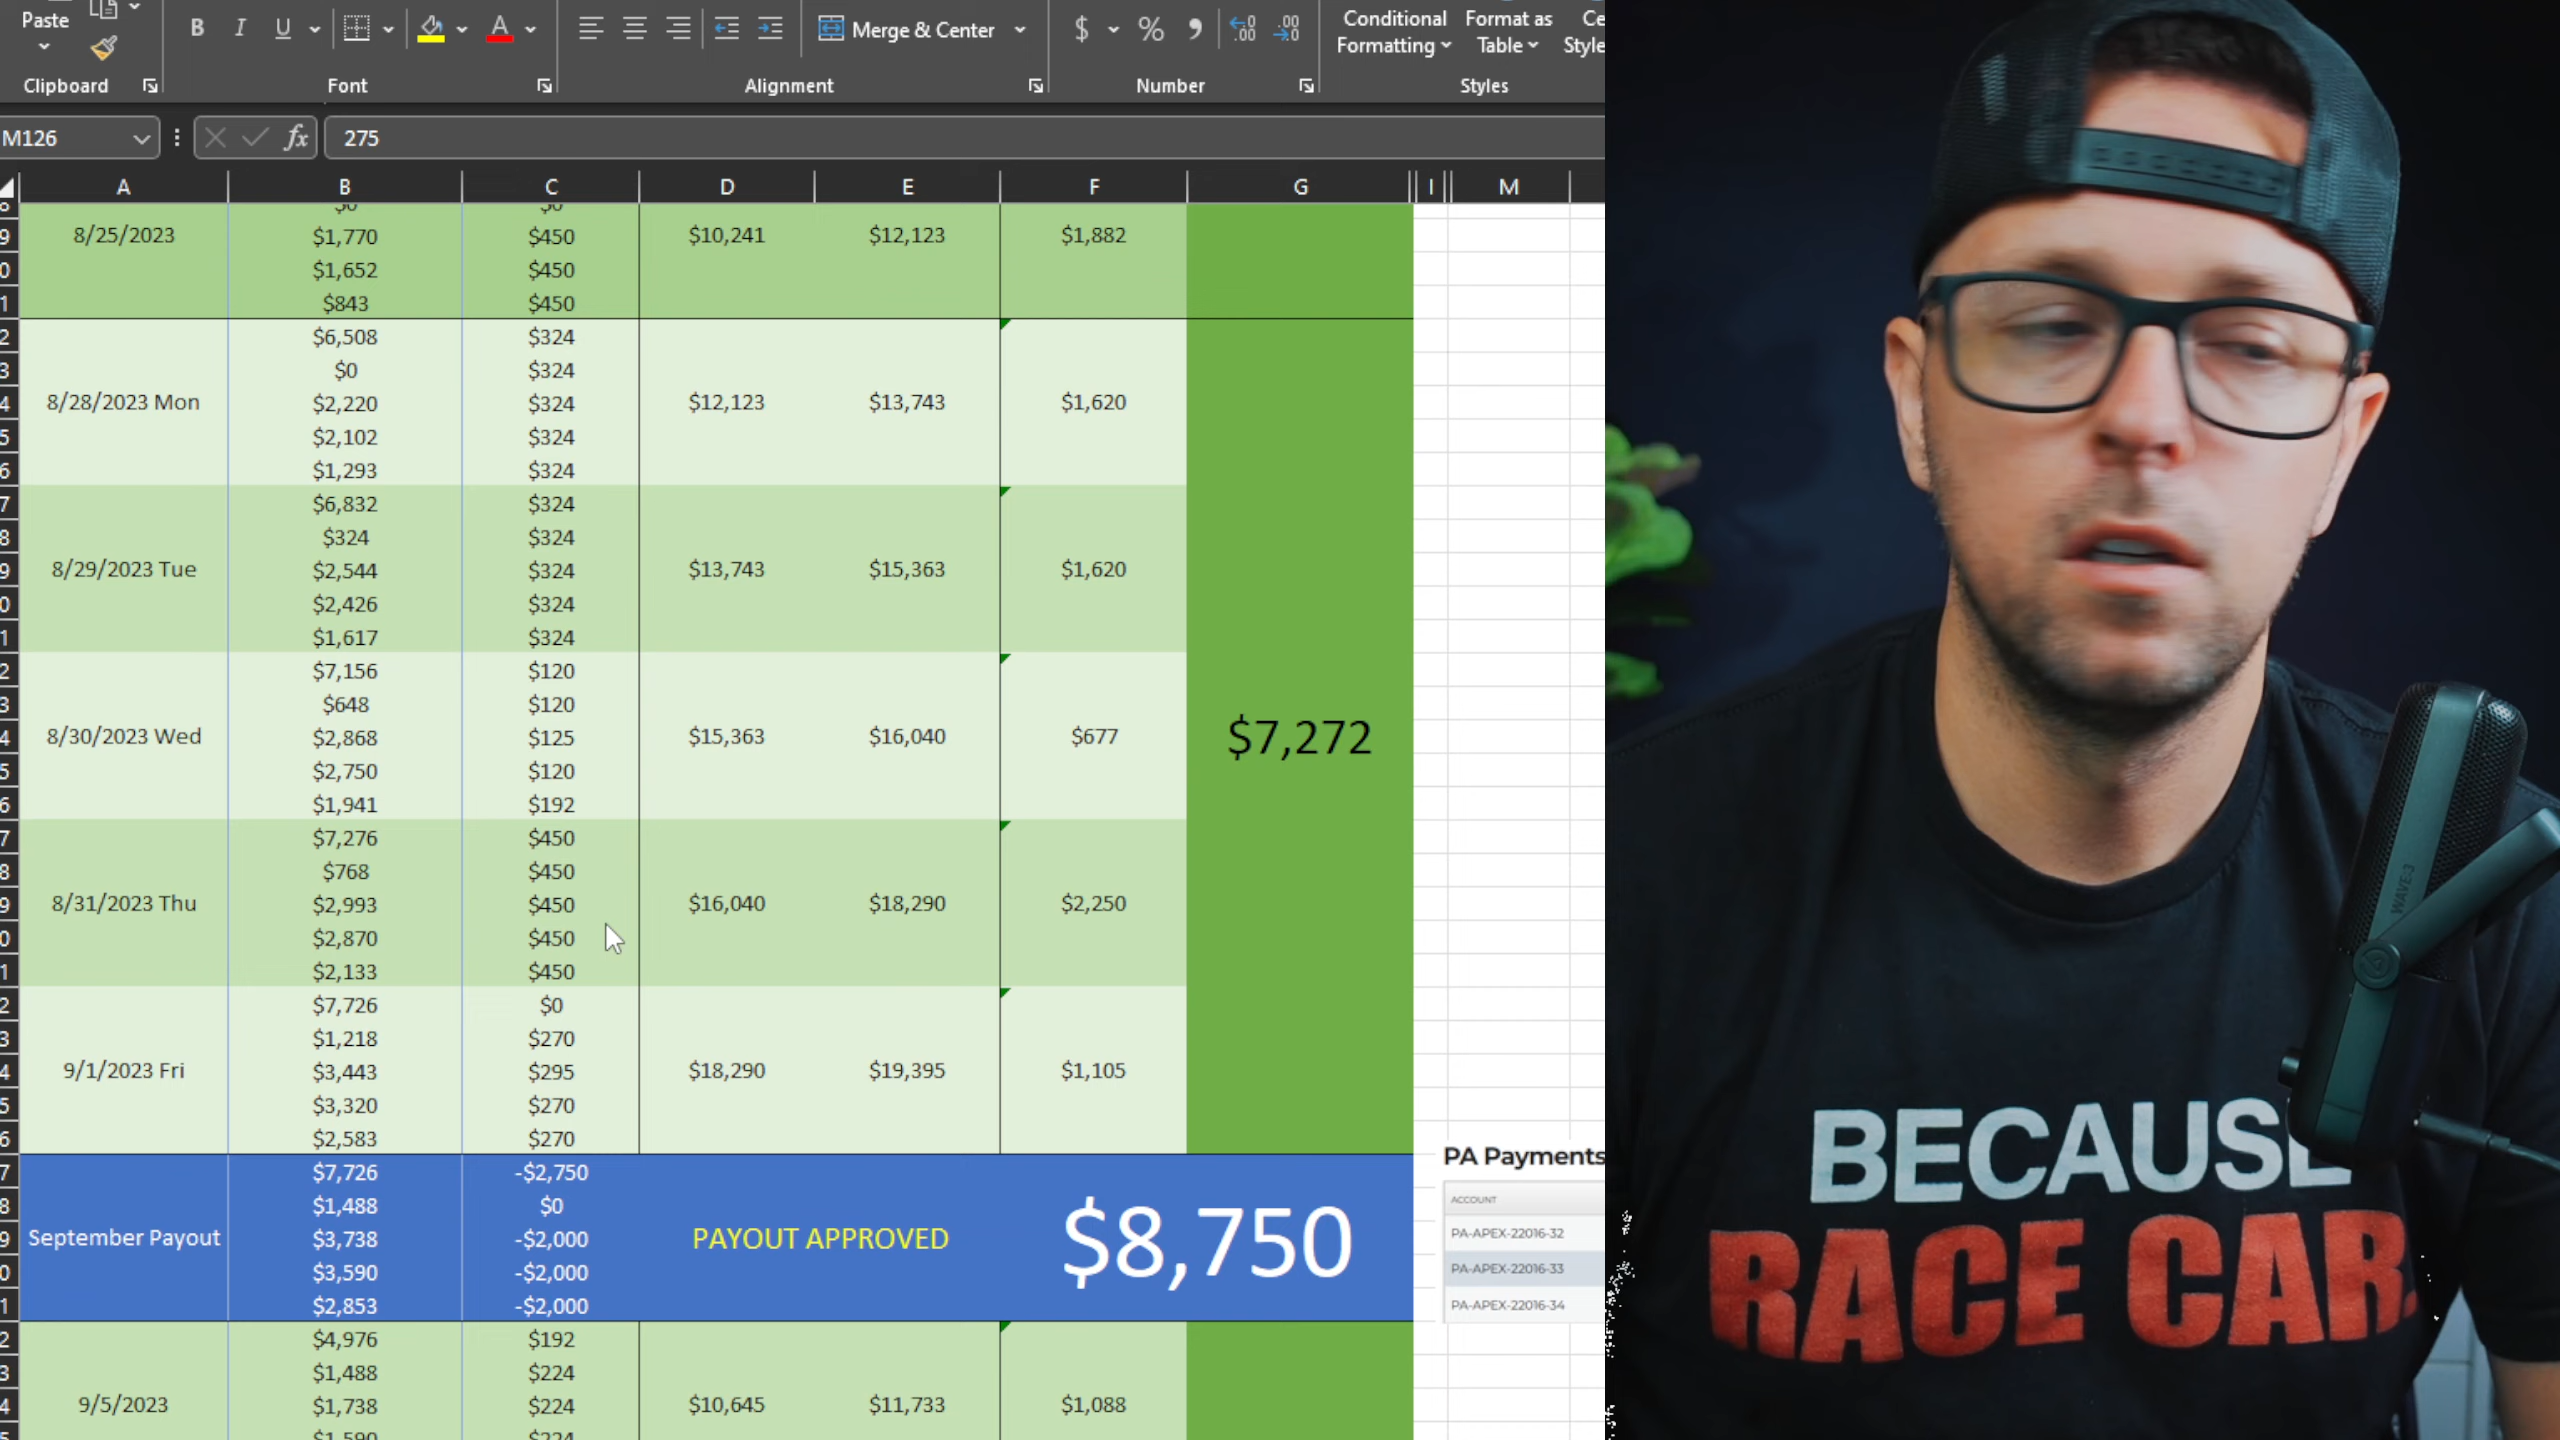 Paste
B I U A Merge & Center $ % 9 Conditional Formatting Format as Table
Clipboard Font Alignment Number Styles
M126 fx 275
A B C D E F G I M
8/25/2023 $1,770 $450 $10,241 $12,123 $1,882
$1,652 $450
$843 $450
$6,508 $324
$0 $324
8/28/2023 Mon $2,220 $324 $12,123 $13,743 $1,620
$2,102 $324
$1,293 $324
$6,832 $324
$324 $324
8/29/2023 Tue $2,544 $324 $13,743 $15,363 $1,620
$2,426 $324
$1,617 $324
$7,156 $120
$648 $120
8/30/2023 Wed $2,868 $125 $15,363 $16,040 $677 $7,272
$2,750 $120
$1,941 $192
$7,276 $450
$768 $450
8/31/2023 Thu $2,993 $450 $16,040 $18,290 $2,250
$2,870 $450
$2,133 $450
$7,726 $0
$1,218 $270
9/1/2023 Fri $3,443 $295 $18,290 $19,395 $1,105
$3,320 $270
$2,583 $270
$7,726 -$2,750
$1,488 $0
September Payout $3,738 -$2,000 PAYOUT APPROVED $8,750
$3,590 -$2,000
$2,853 -$2,000
$4,976 $192
$1,488 $224
9/5/2023 $1,738 $224 $10,645 $11,733 $1,088
PA Payments
ACCOUNT
PA-APEX-22016-32
PA-APEX-22016-33
PA-APEX-22016-34
WAVE:3
BECAUSE
RACE CAR.